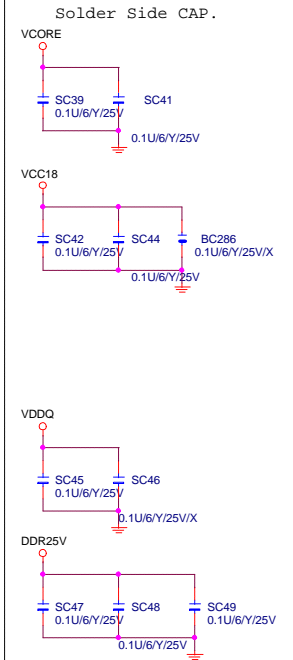 Solder Side CAP.
VCORE
SC39
SC41
0.1U/6/Y/25V
0.1U/6/Y/25V
VCC18
SC42
SC44
BC286
0.1U/6/Y/25V
0.1U/6/Y/25V/X
0.1U/6/Y/25V
VDDQ
SC45
SC46
0.1U/6/Y/25V
0.1U/6/Y/25V/X
DDR25V
SC47
SC48
SC49
0.1U/6/Y/25V
0.1U/6/Y/25V
0.1U/6/Y/25V